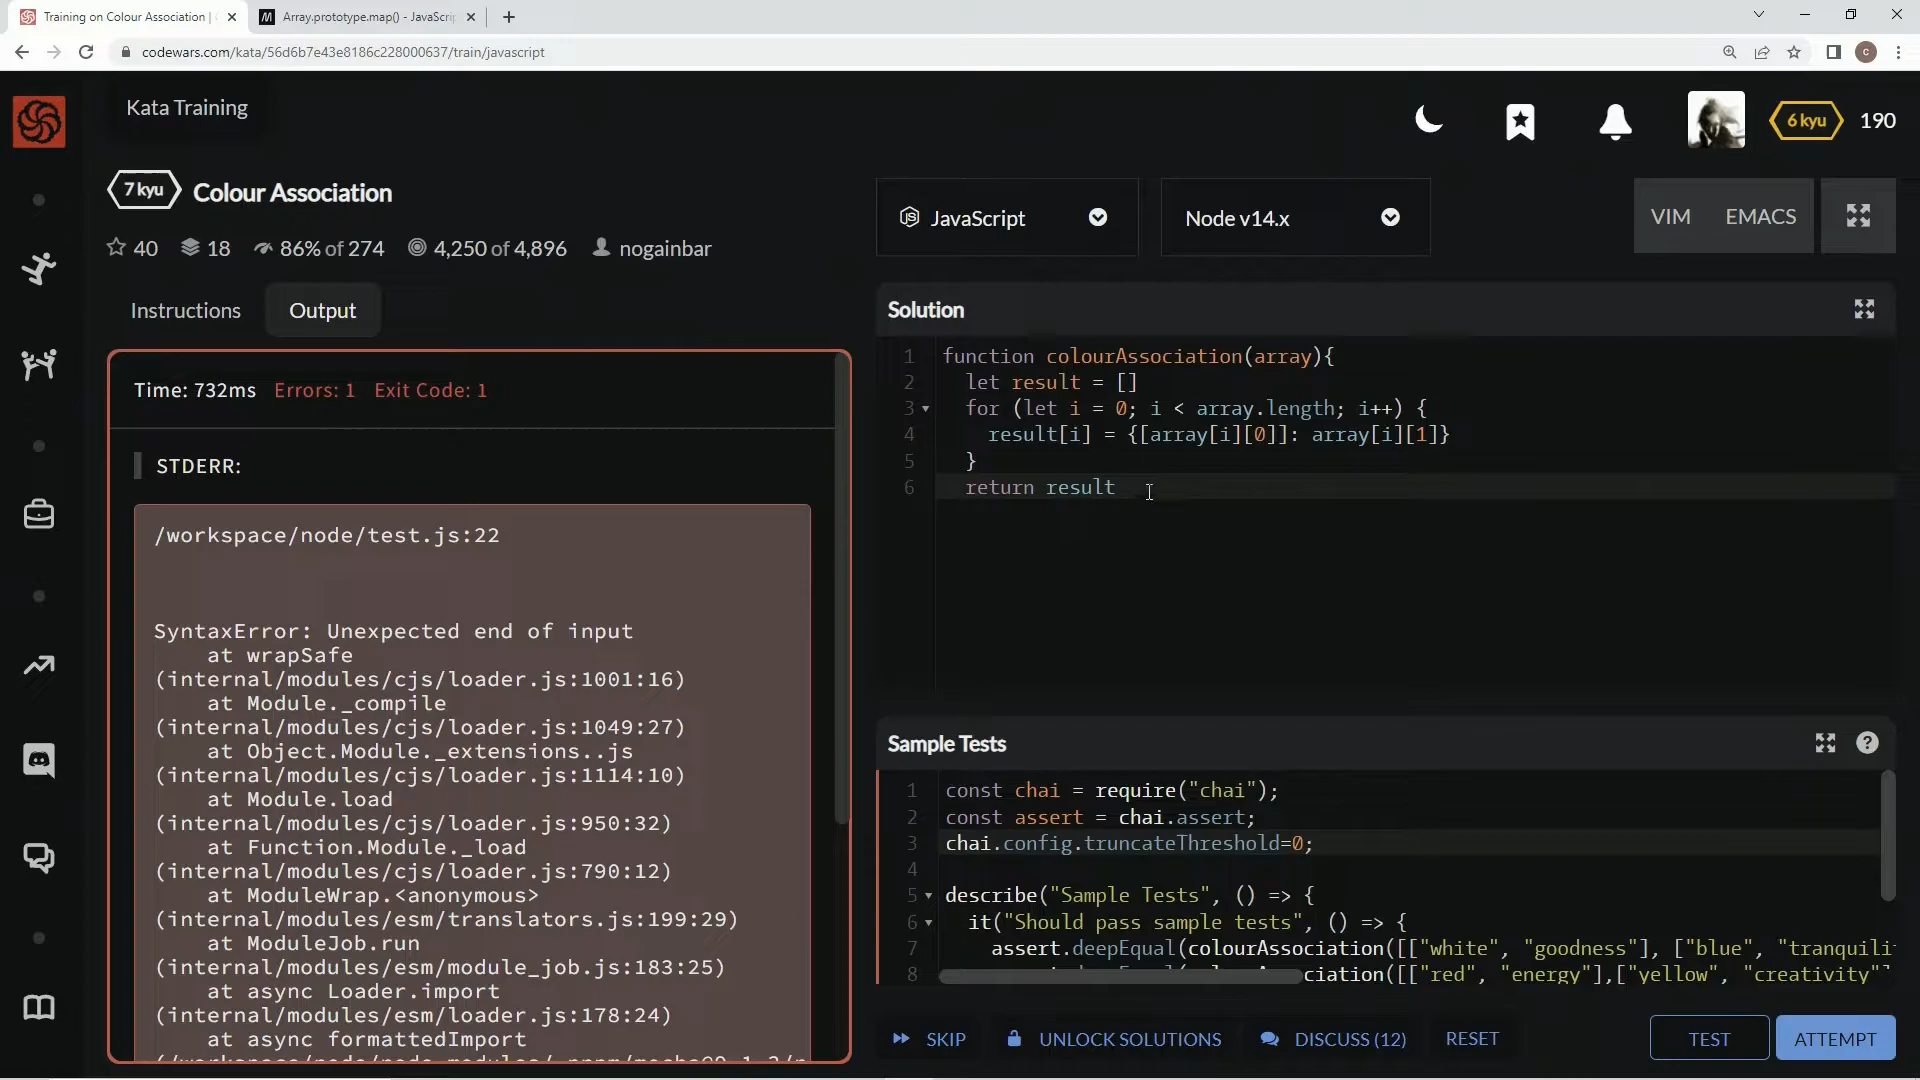 Training on Colour Association |
Array.prototype.map() - JavaScri
codewars.com/kata/56d6b7e43e8186c228000637/train/javascript
C
Kata Training
6 kyu 190
7 kyu Colour Association
40 18 86% of 274 4,250 of 4,896 nogainbar
JavaScript
Node v14.x
VIM EMACS
Instructions Output
Time: 732ms Errors: 1 Exit Code: 1
STDERR:
/workspace/node/test.js:22
SyntaxError: Unexpected end of input
at wrapSafe
(internal/modules/cjs/loader.js:1001:16)
at Module._compile
(internal/modules/cjs/loader.js:1049:27)
at Object.Module._extensions..js
(internal/modules/cjs/loader.js:1114:10)
at Module.load
(internal/modules/cjs/loader.js:950:32)
at Function.Module._load
(internal/modules/cjs/loader.js:790:12)
at ModuleWrap.<anonymous>
(internal/modules/esm/translators.js:199:29)
at ModuleJob.run
(internal/modules/esm/module_job.js:183:25)
at async Loader.import
(internal/modules/esm/loader.js:178:24)
at async formattedImport
Solution
1 function colourAssociation(array){
2 let result = []
3 for (let i = 0; i < array.length; i++) {
4 result[i] = {[array[i][0]]: array[i][1]}
5 }
6 return result
Sample Tests
?
1 const chai = require("chai");
2 const assert = chai.assert;
3 chai.config.truncateThreshold=0;
4
5 describe("Sample Tests", () => {
6 it("Should pass sample tests", () => {
7 assert.deepEqual(colourAssociation([["white", "goodness"], ["blue", "tranquili
8 ciation([["red", "energy"],["yellow", "creativity"
SKIP UNLOCK SOLUTIONS DISCUSS (12) RESET TEST ATTEMPT